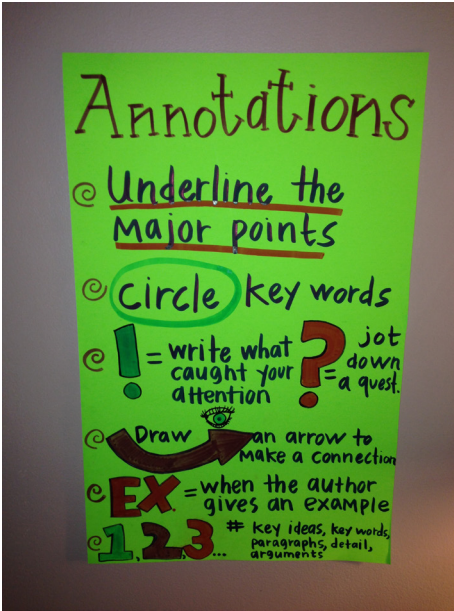 Annotations
Underline the
major points
circle key words
! = write what
caught your
attention
? = jot
down
a quest.
Draw an arrow to
make a connection
EX. = when the author
gives an example
1, 2, 3... # key ideas, key words,
paragraphs, detail,
arguments